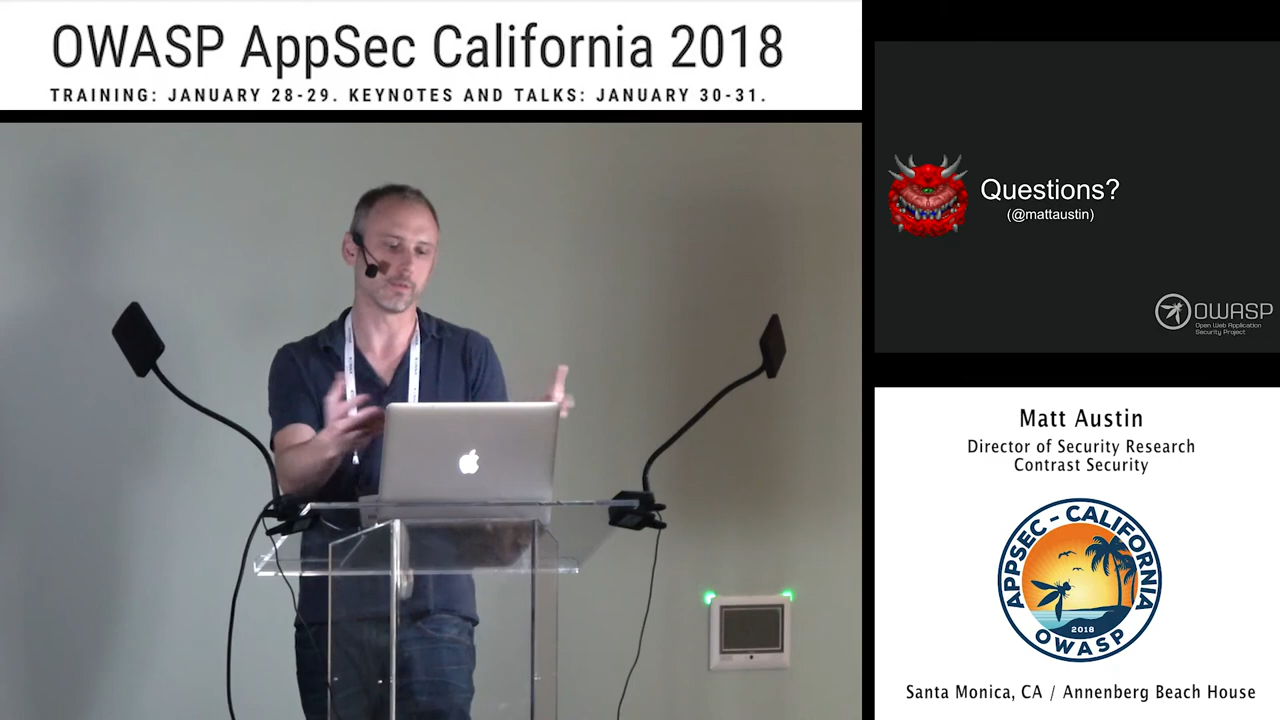 OWASP AppSec California 2018
TRAINING: JANUARY 28-29. KEYNOTES AND TALKS: JANUARY 30-31.
Questions?
(@mattaustin)
OWASP
Open Web Application
Security Project
Matt Austin
Director of Security Research
Contrast Security
APPSEC - CALIFORNIA
2018
OWASP
Santa Monica, CA / Annenberg Beach House